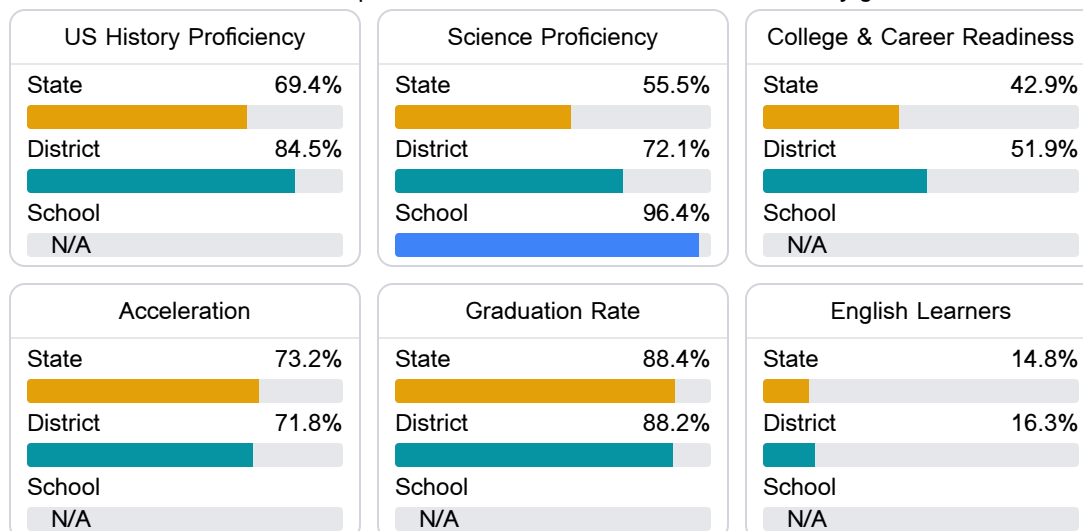 US History Proficiency
State 69.4%
District 84.5%
School
N/A
Science Proficiency
State 55.5%
District 72.1%
School 96.4%
College & Career Readiness
State 42.9%
District 51.9%
School
N/A
Acceleration
State 73.2%
District 71.8%
School
N/A
Graduation Rate
State 88.4%
District 88.2%
School
N/A
English Learners
State 14.8%
District 16.3%
School
N/A